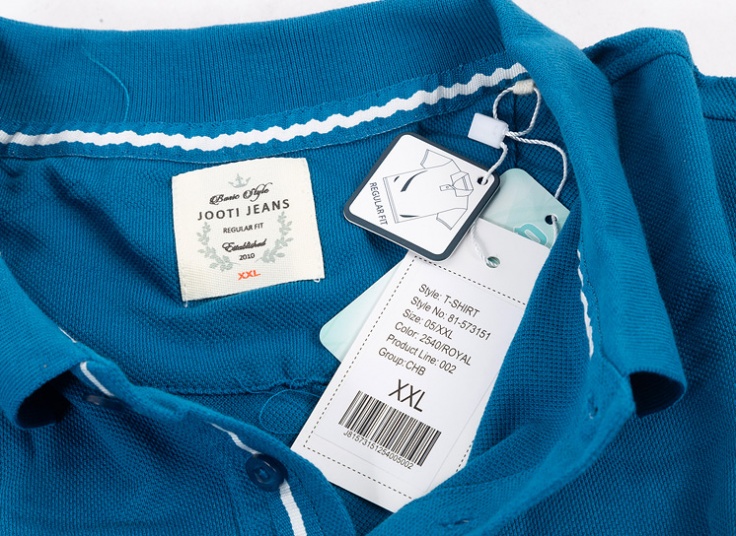 Basic Style
JOOTI JEANS
REGULAR FIT
Established
2010
XXL
REGULAR FIT
Style: T-SHIRT
Style No: 81-573151
Size: 05/XXL
Color: 2540/ROYAL
Product Line: 002
Group:CHB
XXL
J81573151254005002